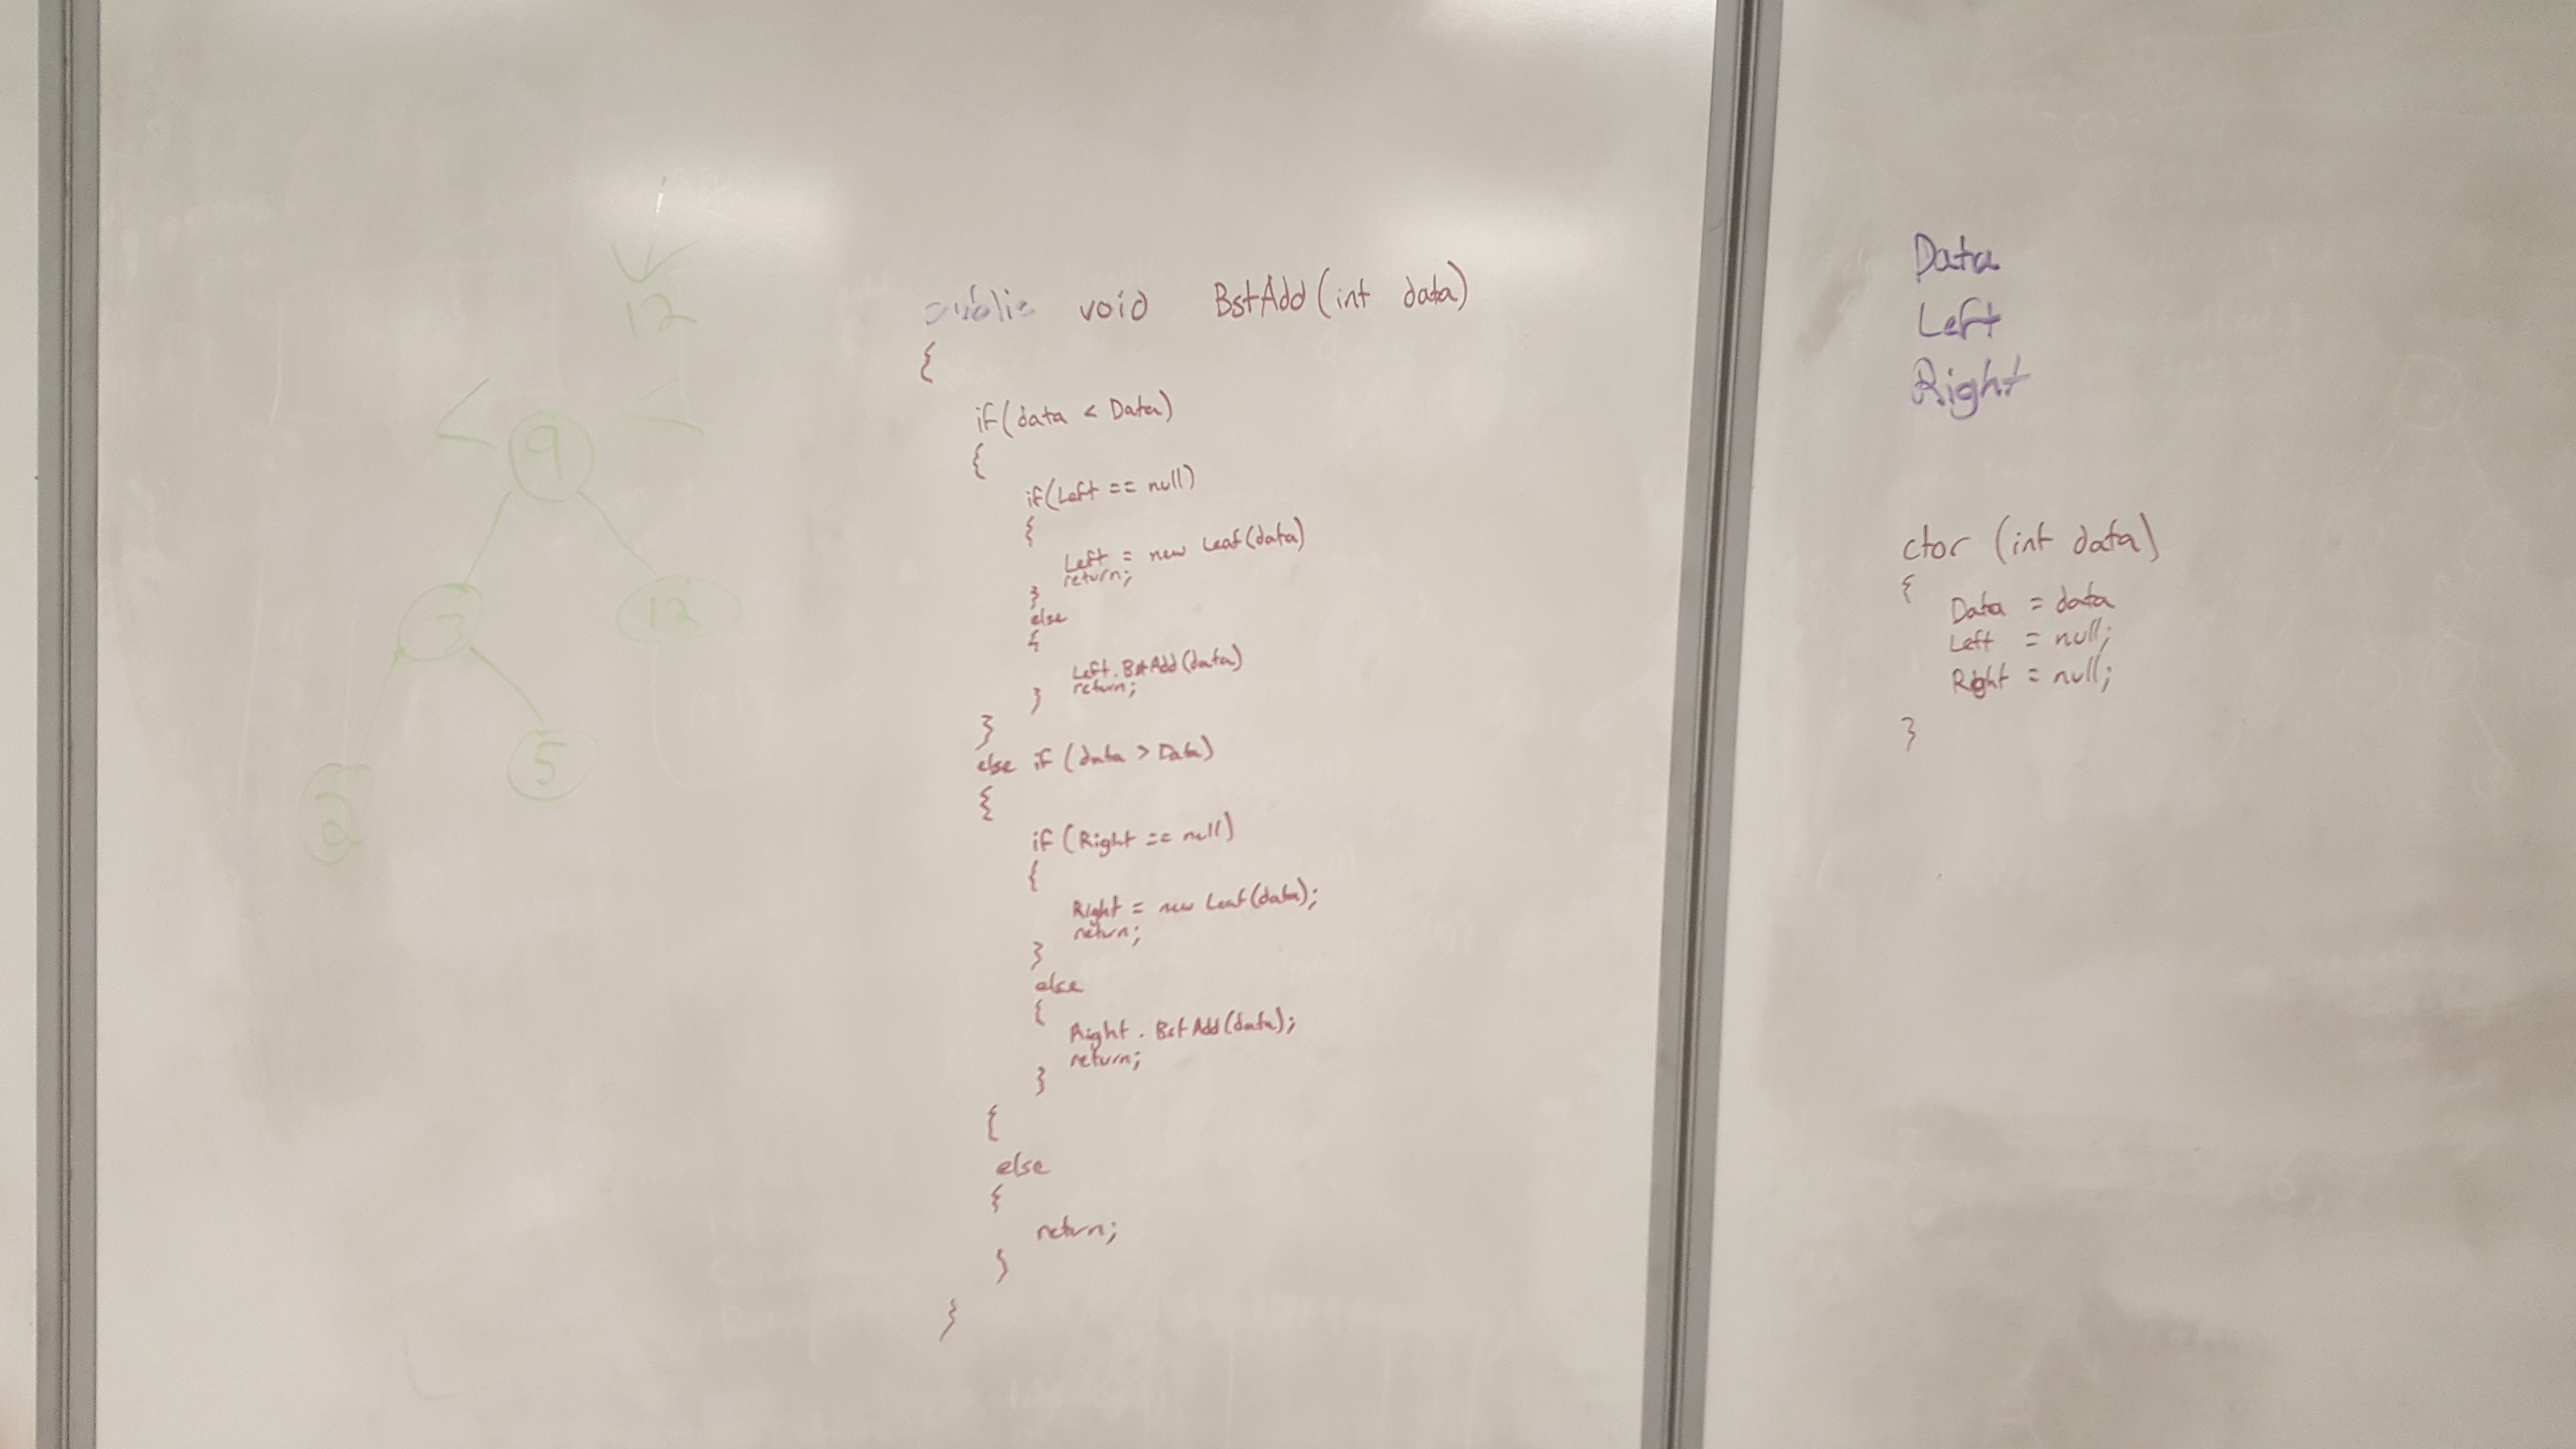 12
<
9
3
12
5
2
public void BstAdd(int data)
{
if(data < Data)
{
if(Left == null)
{
Left = new Leaf(data)
return;
}
else
{
Left.BstAdd(data)
return;
}
}
else if (data > Data)
{
if (Right == null)
{
Right = new Leaf(data);
return;
}
else
{
Right.BstAdd(data);
return;
}
{
else
{
return;
}
}
Data
Left
Right
ctor (int data)
{
Data = data
Left = null;
Right = null;
}